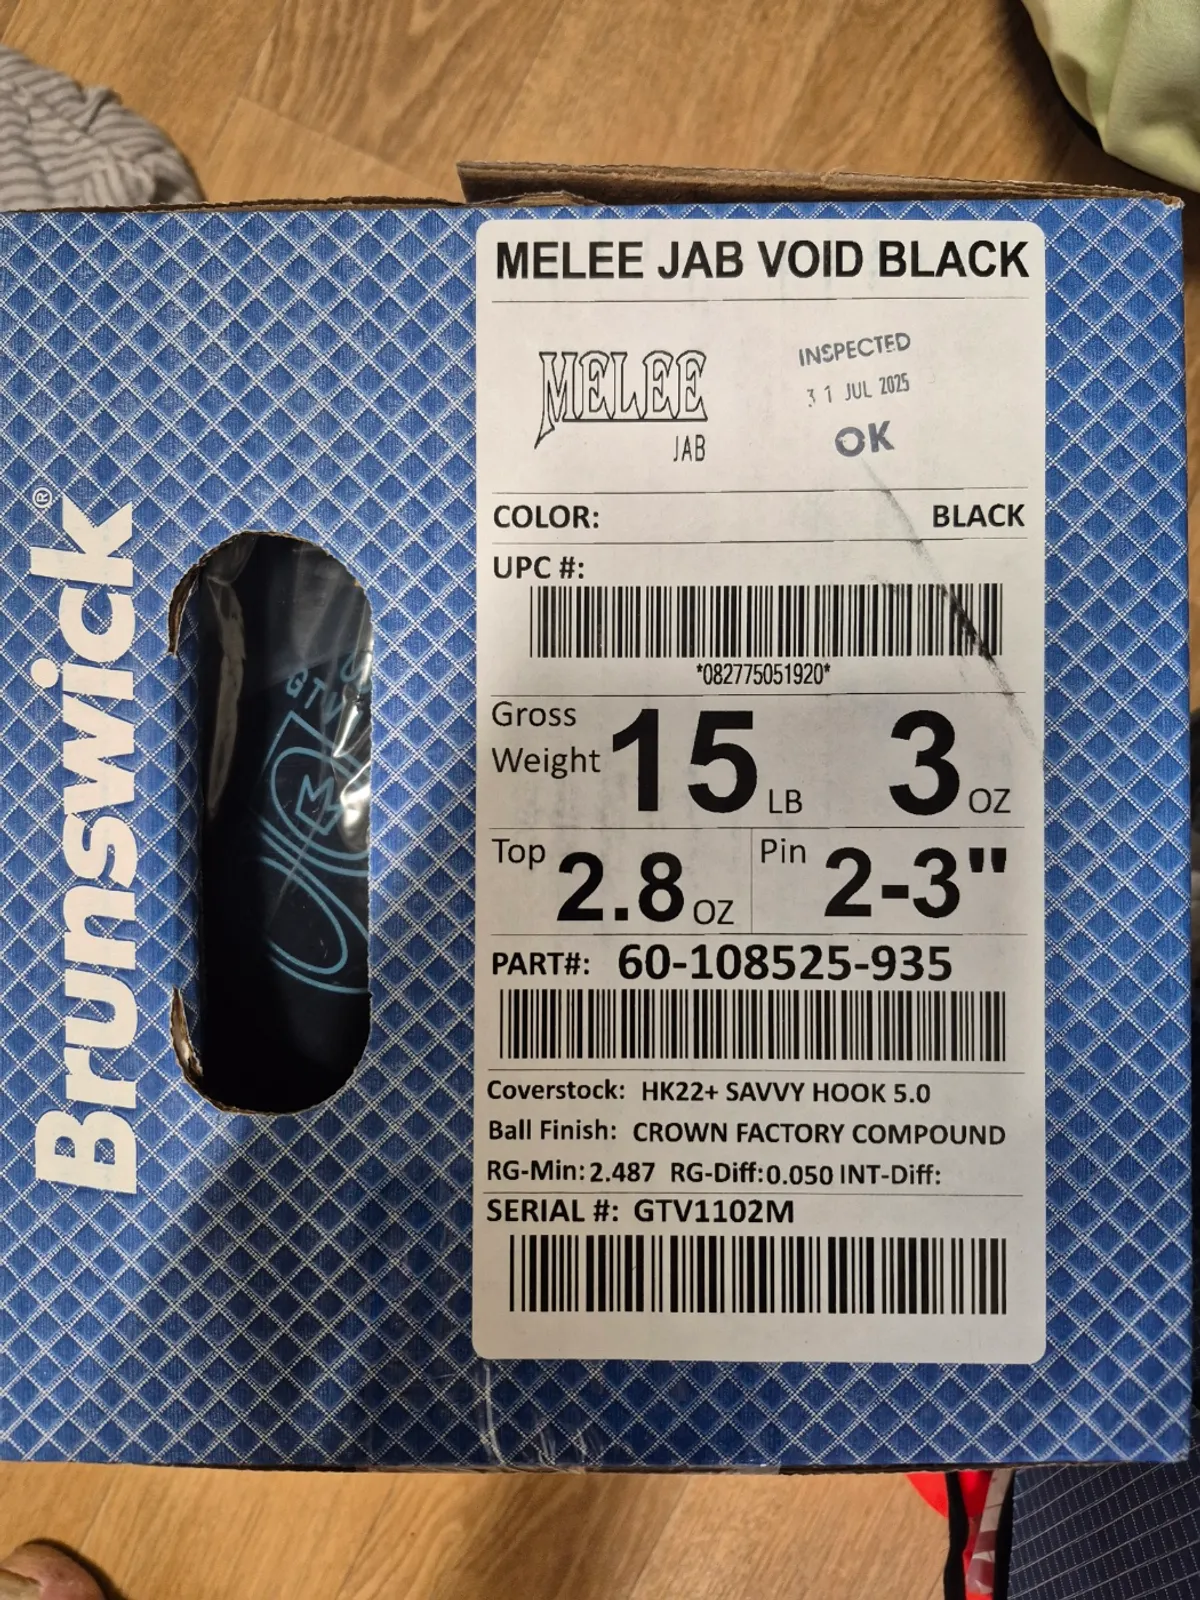 Brunswick®
GTV
MELEE JAB VOID BLACK
MELEE
JAB
INSPECTED
31 JUL 2025
OK
COLOR: BLACK
UPC #:
*082775051920*
Gross Weight 15 LB 3 OZ
Top 2.8 OZ Pin 2-3"
PART#: 60-108525-935
Coverstock: HK22+ SAVVY HOOK 5.0
Ball Finish: CROWN FACTORY COMPOUND
RG-Min: 2.487 RG-Diff:0.050 INT-Diff:
SERIAL #: GTV1102M